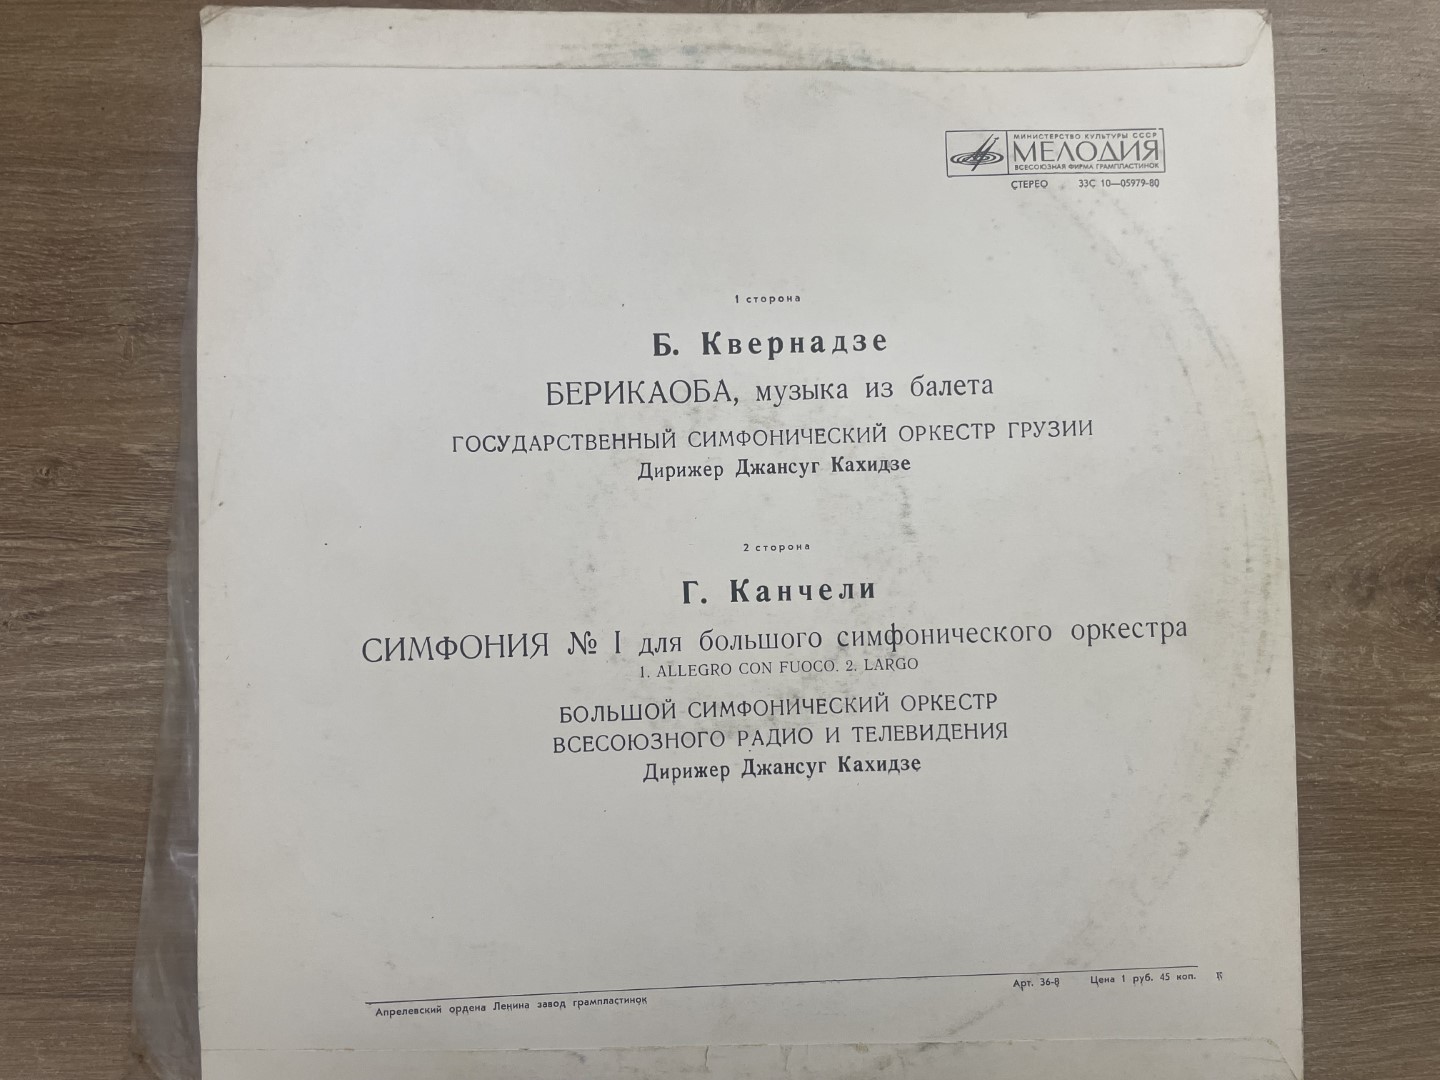 МИНИСТЕРСТВО КУЛЬТУРЫ СССР
МЕЛОДИЯ
ВСЕСОЮЗНАЯ ФИРМА ГРАМПЛАСТИНОК
СТЕРЕО 33С 10—05979-80
1 сторона
Б. Квернадзе
БЕРИКАОБА, музыка из балета
ГОСУДАРСТВЕННЫЙ СИМФОНИЧЕСКИЙ ОРКЕСТР ГРУЗИИ
Дирижер Джансуг Кахидзе
2 сторона
Г. Канчели
СИМФОНИЯ № I для большого симфонического оркестра
1. ALLEGRO CON FUOCO. 2. LARGO
БОЛЬШОЙ СИМФОНИЧЕСКИЙ ОРКЕСТР
ВСЕСОЮЗНОГО РАДИО И ТЕЛЕВИДЕНИЯ
Дирижер Джансуг Кахидзе
Апрелевский ордена Ленина завод грампластинок
Арт. 36-8 Цена 1 руб. 45 коп.